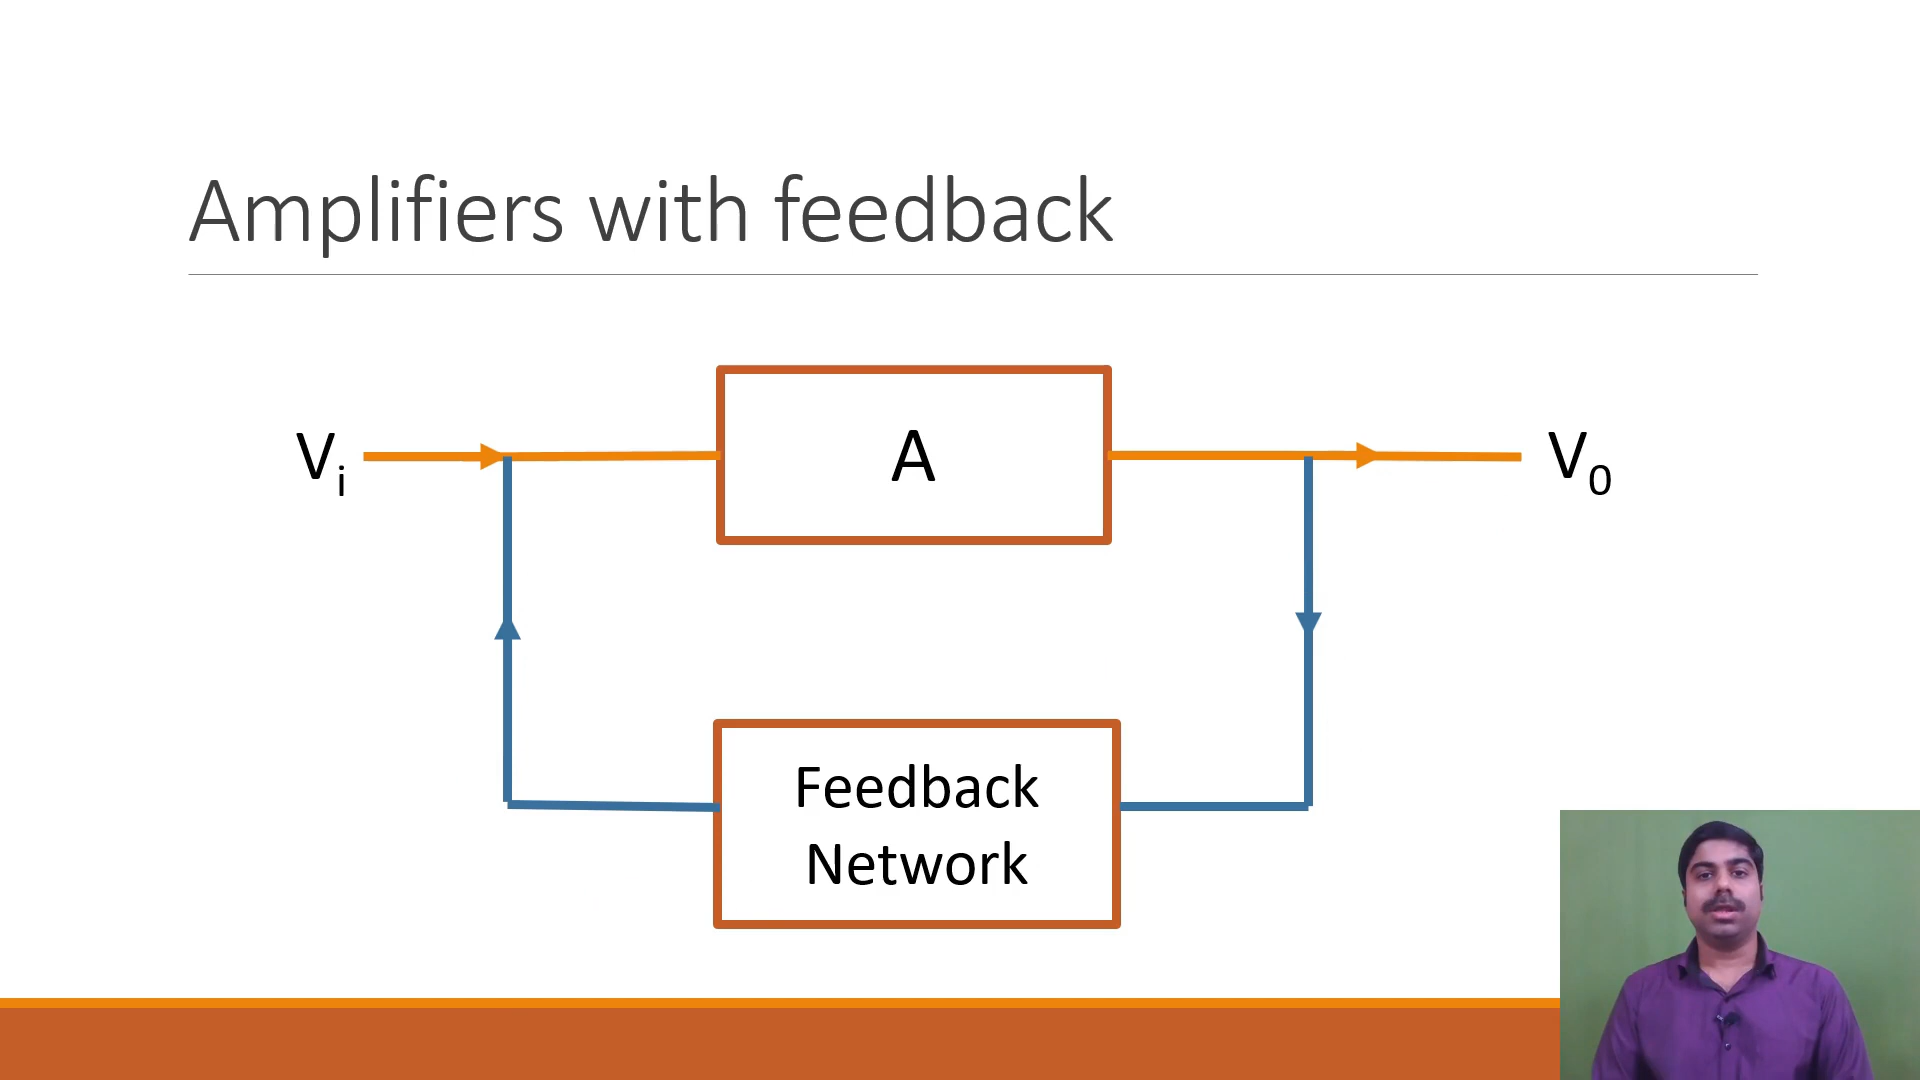 Amplifiers with feedback
V₀
Vᵢ
A
Feedback
Network